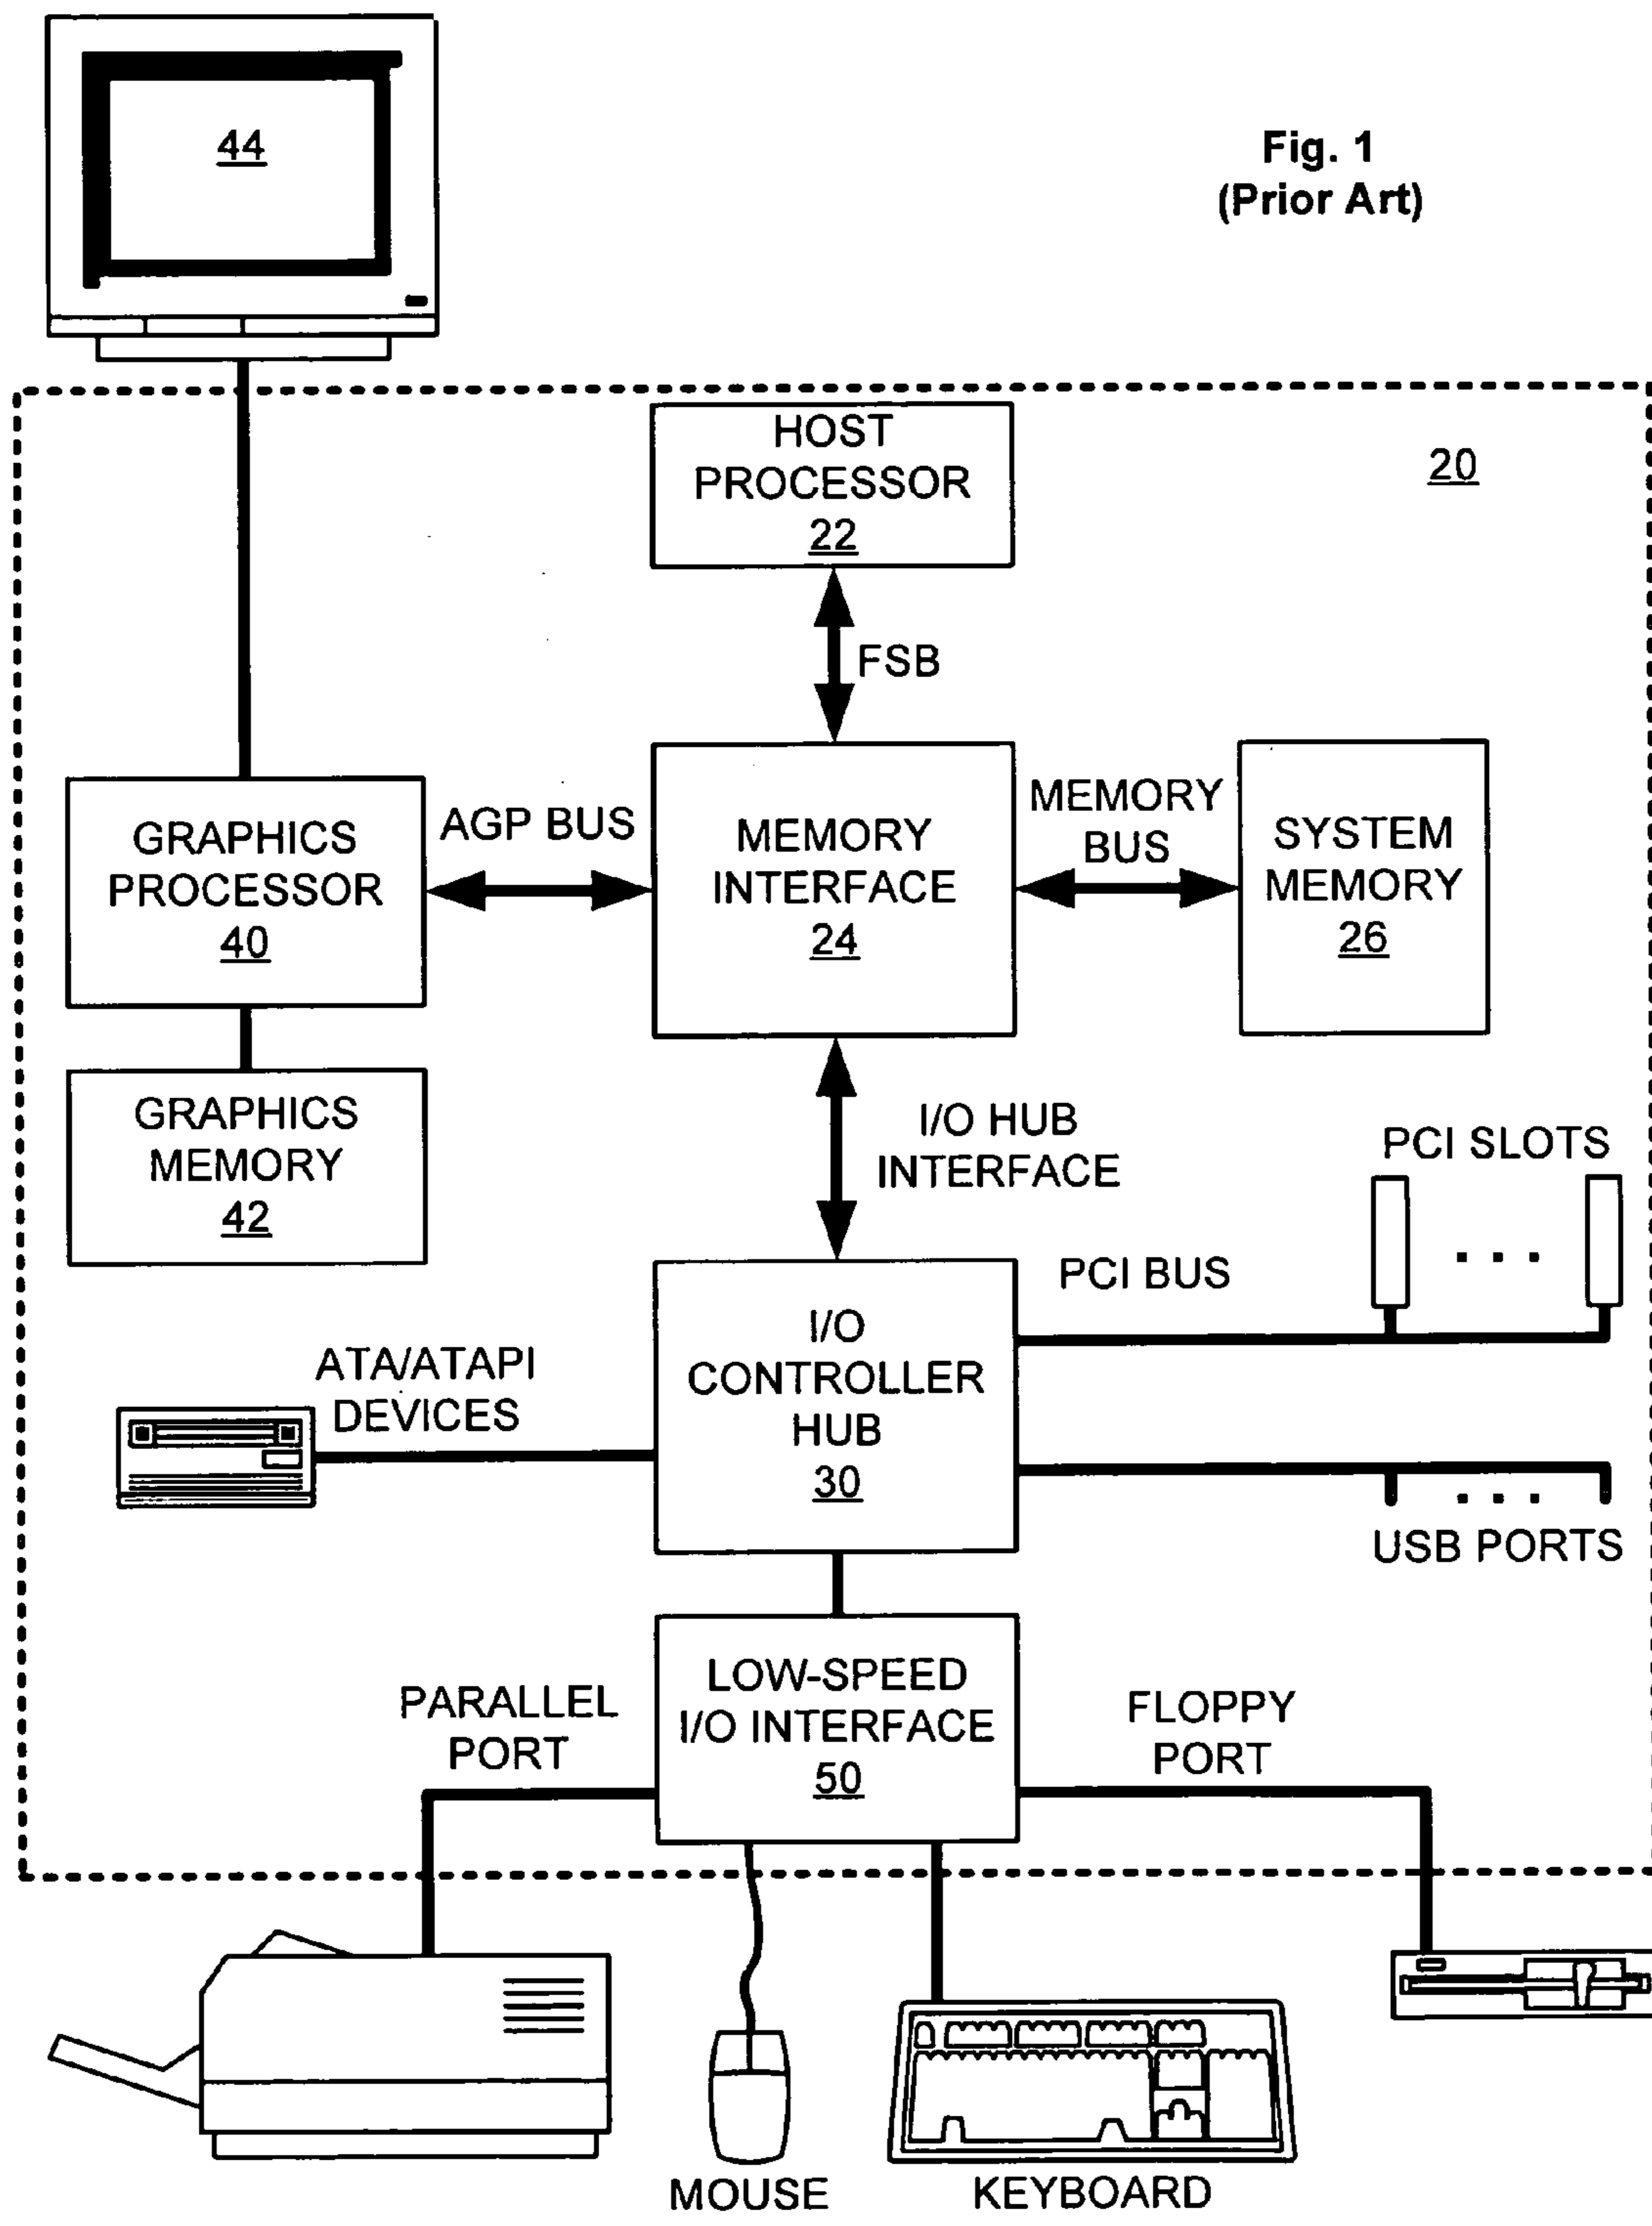 Fig. 1
(Prior Art)
44
HOST
PROCESSOR
22
20
FSB
GRAPHICS
PROCESSOR
40
AGP BUS
MEMORY
INTERFACE
24
MEMORY
BUS
SYSTEM
MEMORY
26
GRAPHICS
MEMORY
42
I/O HUB
INTERFACE
PCI SLOTS
. . .
PCI BUS
I/O
CONTROLLER
HUB
30
ATA/ATAPI
DEVICES
. . .
USB PORTS
LOW-SPEED
I/O INTERFACE
50
PARALLEL
PORT
FLOPPY
PORT
MOUSE
KEYBOARD